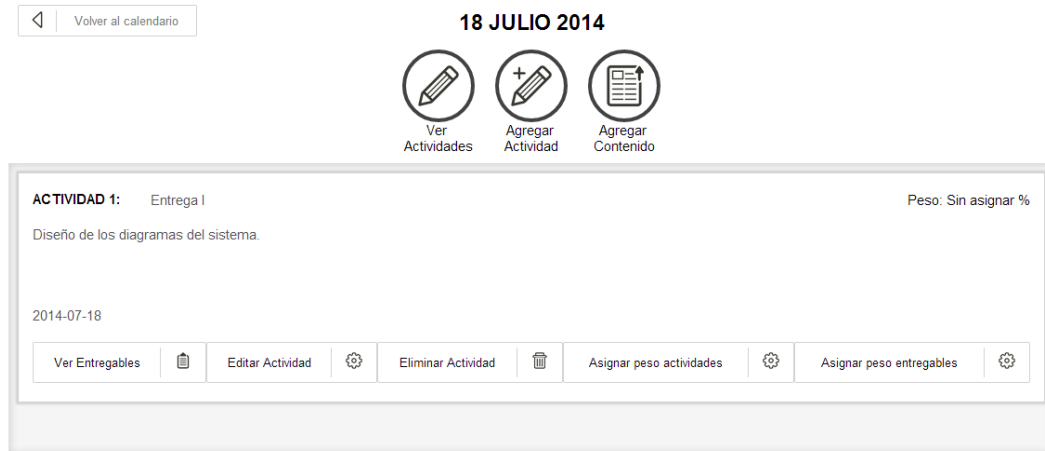 Volver al calendario
18 JULIO 2014
Ver
Actividades
Agregar
Actividad
Agregar
Contenido
ACTIVIDAD 1: Entrega I
Peso: Sin asignar %
Diseño de los diagramas del sistema.
2014-07-18
Ver Entregables
Editar Actividad
Eliminar Actividad
Asignar peso actividades
Asignar peso entregables